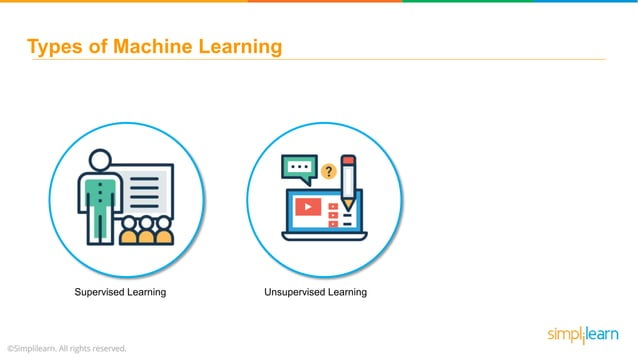 Types of Machine Learning
?
Supervised Learning
Unsupervised Learning
©Simplilearn. All rights reserved.
simplilearn